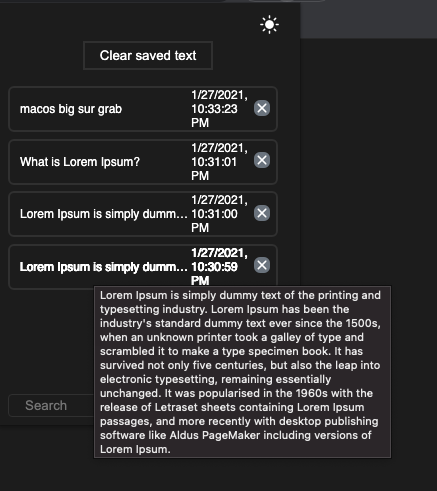 Clear saved text
macos big sur grab
1/27/2021,
10:33:23
PM
What is Lorem Ipsum?
1/27/2021,
10:31:01
PM
Lorem Ipsum is simply dumm...
1/27/2021,
10:31:00
PM
Lorem Ipsum is simply dumm...
1/27/2021,
10:30:59
PM
Lorem Ipsum is simply dummy text of the printing and
typesetting industry. Lorem Ipsum has been the
industry's standard dummy text ever since the 1500s,
when an unknown printer took a galley of type and
scrambled it to make a type specimen book. It has
survived not only five centuries, but also the leap into
electronic typesetting, remaining essentially
unchanged. It was popularised in the 1960s with the
release of Letraset sheets containing Lorem Ipsum
passages, and more recently with desktop publishing
software like Aldus PageMaker including versions of
Lorem Ipsum.
Search